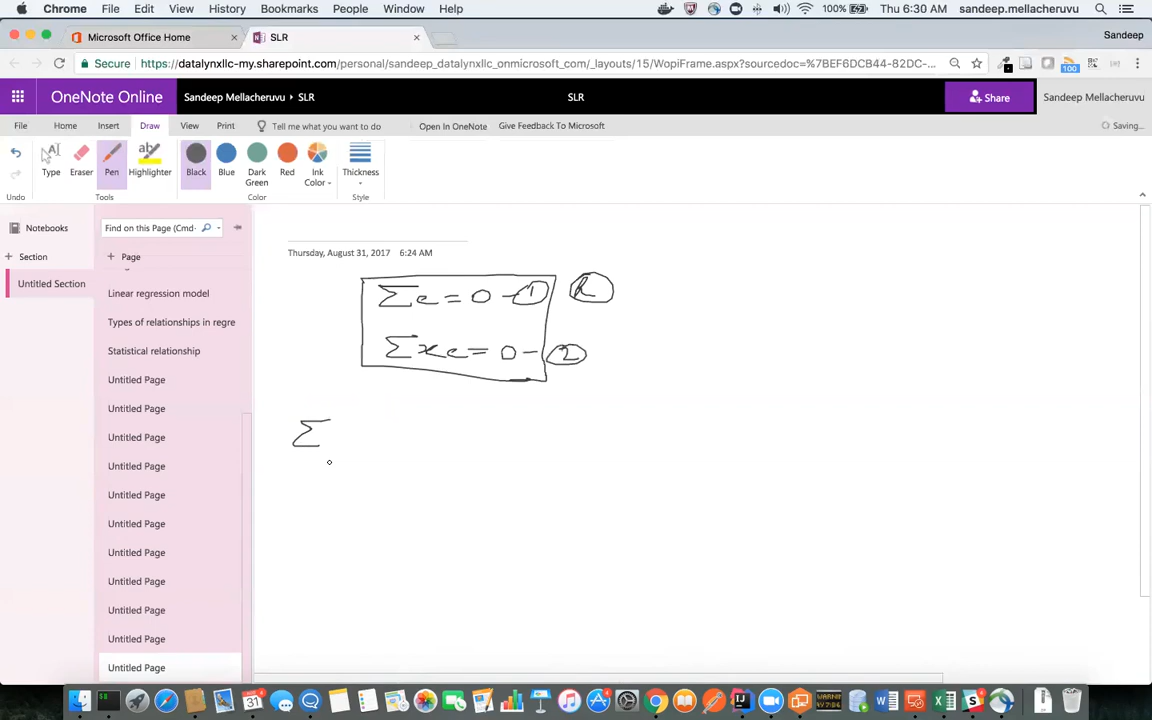 Chrome File Edit View History Bookmarks People Window Help 100% Thu 6:30 AM sandeep.mellacheruvu
Microsoft Office Home × SLR × Sandeep
Secure https://datalynxllc-my.sharepoint.com/personal/sandeep_datalynxllc_onmicrosoft_com/_layouts/15/WopiFrame.aspx?sourcedoc=%7BEF6DCB44-82DC-... 100
OneNote Online Sandeep Mellacheruvu ▸ SLR SLR Share Sandeep Mellacheruvu
File Home Insert Draw View Print Tell me what you want to do Open In OneNote Give Feedback To Microsoft Saving...
Type Eraser Pen Highlighter Black Blue Dark Green Red Ink Color Thickness
Undo Tools Color Style
Notebooks Find on this Page (Cmd-
+ Section + Page
Untitled Section
Linear regression model
Types of relationships in regre
Statistical relationship
Untitled Page
Untitled Page
Untitled Page
Untitled Page
Untitled Page
Untitled Page
Untitled Page
Untitled Page
Untitled Page
Untitled Page
Untitled Page
Thursday, August 31, 2017 6:24 AM
Σe = 0 - ①
Σxe = 0 - ②
Σ